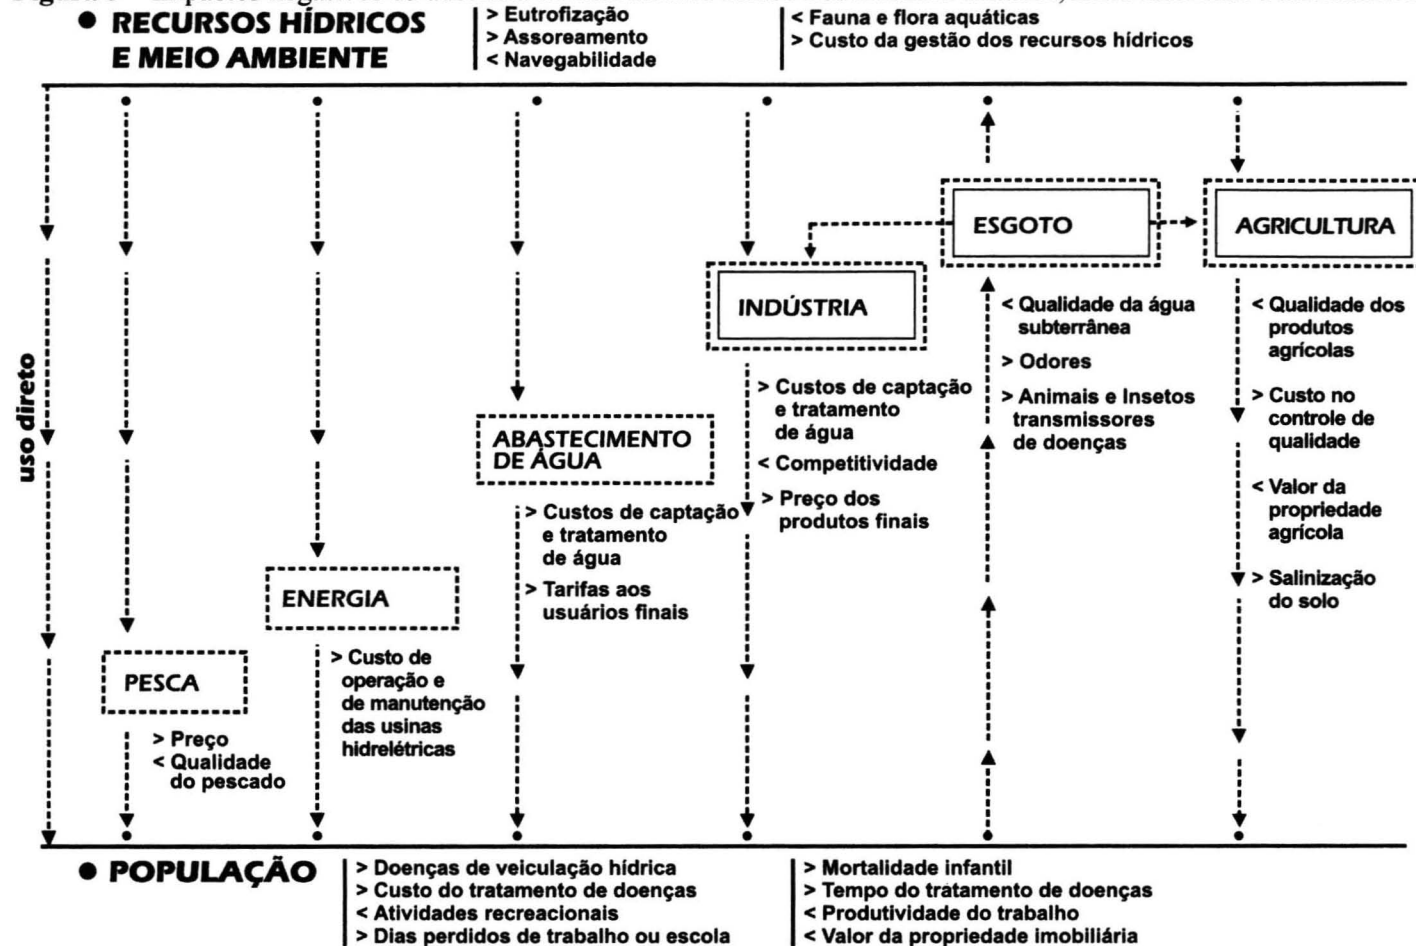 ● RECURSOS HÍDRICOS
E MEIO AMBIENTE
> Eutrofização
> Assoreamento
< Navegabilidade
< Fauna e flora aquáticas
> Custo da gestão dos recursos hídricos
uso direto
ESGOTO
AGRICULTURA
INDÚSTRIA
< Qualidade da água
subterrânea
> Odores
> Animais e Insetos
transmissores
de doenças
< Qualidade dos
produtos
agrícolas
> Custo no
controle de
qualidade
< Valor da
propriedade
agrícola
> Salinização
do solo
> Custos de captação
e tratamento
de água
< Competitividade
> Preço dos
produtos finais
ABASTECIMENTO
DE ÁGUA
> Custos de captação
e tratamento
de água
> Tarifas aos
usuários finais
ENERGIA
> Custo de
operação e
de manutenção
das usinas
hidrelétricas
PESCA
> Preço
< Qualidade
do pescado
● POPULAÇÃO
> Doenças de veiculação hídrica
> Custo do tratamento de doenças
< Atividades recreacionais
> Dias perdidos de trabalho ou escola
> Mortalidade infantil
> Tempo do tratamento de doenças
< Produtividade do trabalho
< Valor da propriedade imobiliária